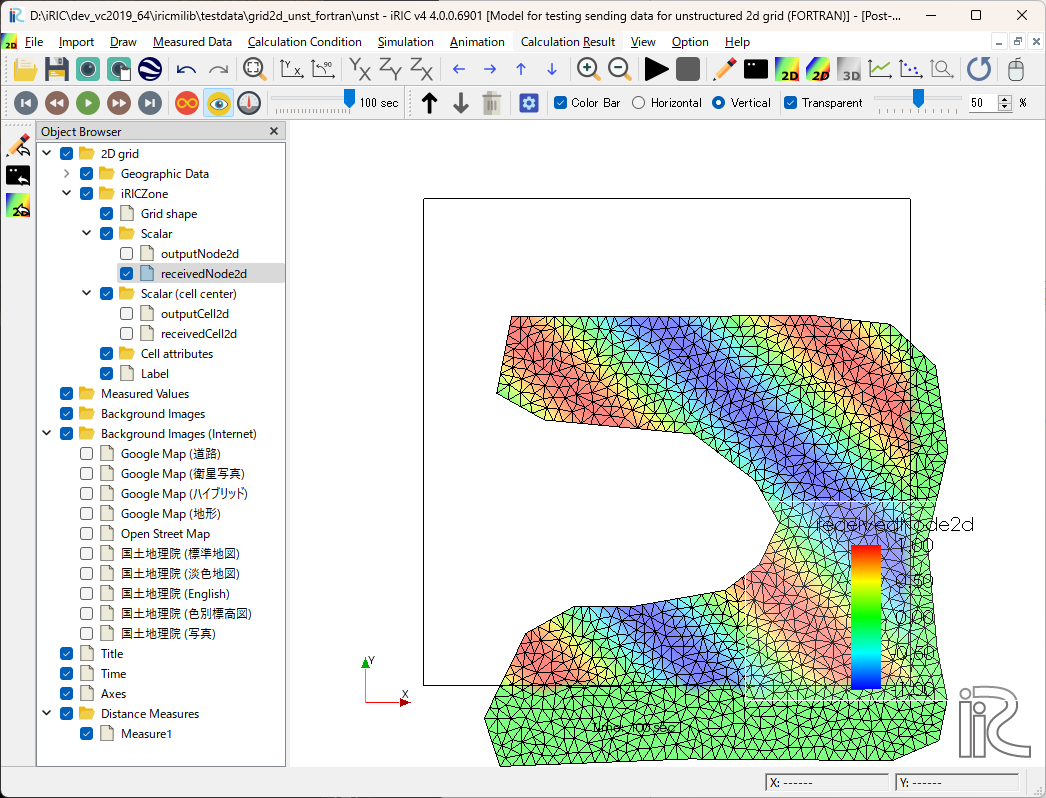 D:\iRIC\dev_vc2019_64\iricmilib\testdata\grid2d_unst_fortran\unst - iRIC v4 4.0.0.6901 [Model for testing sending data for unstructured 2d grid (FORTRAN)] - [Post-...
File Import Draw Measured Data Calculation Condition Simulation Animation Calculation Result View Option Help
100 sec Color Bar Horizontal Vertical Transparent 50 %
Object Browser
2D grid
Geographic Data
iRICZone
Grid shape
Scalar
outputNode2d
receivedNode2d
Scalar (cell center)
outputCell2d
receivedCell2d
Cell attributes
Label
Measured Values
Background Images
Background Images (Internet)
Google Map (道路)
Google Map (衛星写真)
Google Map (ハイブリッド)
Google Map (地形)
Open Street Map
国土地理院 (標準地図)
国土地理院 (淡色地図)
国土地理院 (English)
国土地理院 (色別標高図)
国土地理院 (写真)
Title
Time
Axes
Distance Measures
Measure1
receivedNode2d
1.00
0.50
0.00
-0.50
-1.00
Y
X
Time: 100 sec
iRIC
X: ------
Y: ------